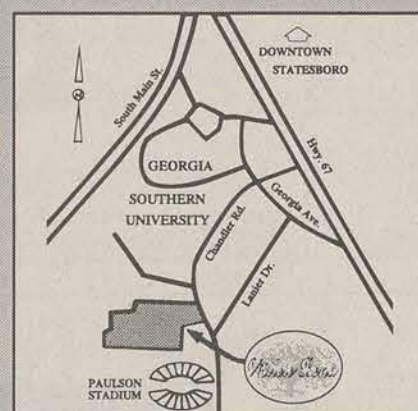 DOWNTOWN
STATESBORO
South Main St.
Hwy. 67
GEORGIA
SOUTHERN
UNIVERSITY
Georgia Ave.
Chandler Rd.
Lanier Dr.
PAULSON
STADIUM